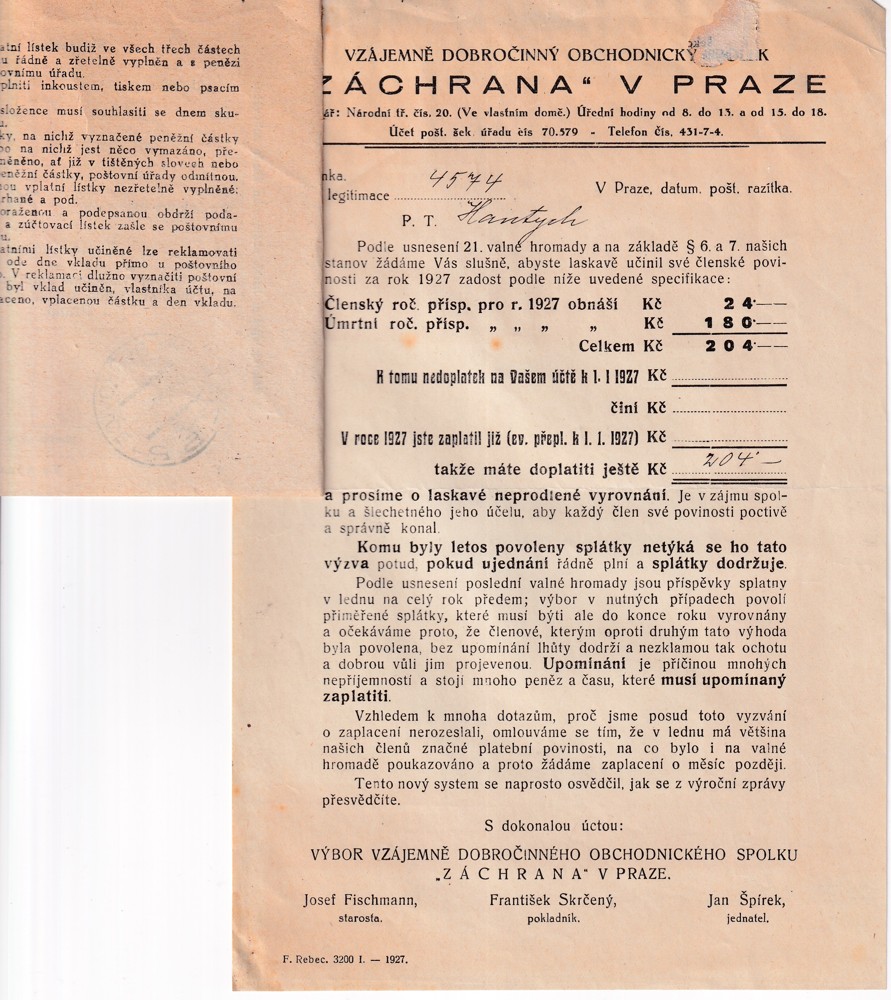 atní lístek budiž ve všech třech částech
u řádně a zřetelně vyplněn a s penězi
ovnímu úřadu.
plniti inkoustem, tiskem nebo psacím
složence musí souhlasiti se dnem sku-
ky, na nichž vyznačené peněžní částky
bo na nichž jest něco vymazáno, pře-
něněno, ať již v tištěných slovech nebo
eněžní částky, poštovní úřady odmítnou.
ou vplatní lístky nezřetelně vyplněné;
rhané a pod.
oraženou a podepsanou obdrží poda-
a zúčtovací lístek zašle se poštovnímu
u.
atními lístky učiněné lze reklamovati
ode dne vkladu přímo u poštovního
. V reklamaci dlužno vyznačiti poštovní
byl vklad učiněn, vlastníka účtu, na
aceno, vplacenou částku a den vkladu.
VZÁJEMNĚ DOBROČINNÝ OBCHODNICKÝ
ZÁCHRANA“ V PRAZE
ář: Národní tř. čís. 20. (Ve vlastním domě.) Úřední hodiny od 8. do 13. a od 15. do 18.
Účet pošt. šek. úřadu čís 70.579 - Telefon čís. 431-7-4.
nka.
legitimace 4574
V Praze, datum. pošt. razítka.
P. T. Hantych
Podle usnesení 21. valné hromady a na základě § 6. a 7. našich
stanov žádáme Vás slušně, abyste laskavě učinil své členské povi-
nosti za rok 1927 zadost podle níže uvedené specifikace:
Členský roč. přísp. pro r. 1927 obnáší Kč 24·——
Úmrtní roč. přísp. „ „ „ „ Kč 180·——
Celkem Kč 204·——
K tomu nedoplatek na Vašem účtě k 1. I 1927 Kč
činí Kč
V roce 1927 jste zaplatil již (ev. přepl. k 1. 1. 1927) Kč
takže máte doplatiti ještě Kč 204·—
a prosíme o laskavé neprodlené vyrovnání. Je v zájmu spol-
ku a šlechetného jeho účelu, aby každý člen své povinosti poctivě
a správně konal.
Komu byly letos povoleny splátky netýká se ho tato
výzva potud, pokud ujednání řádně plní a splátky dodržuje.
Podle usnesení poslední valné hromady jsou příspěvky splatny
v lednu na celý rok předem; výbor v nutných případech povolí
přiměřené splátky, které musí býti ale do konce roku vyrovnány
a očekáváme proto, že členové, kterým oproti druhým tato výhoda
byla povolena, bez upomínání lhůty dodrží a nezklamou tak ochotu
a dobrou vůli jim projevenou. Upomínání je příčinou mnohých
nepříjemností a stojí mnoho peněz a času, které musí upomínaný
zaplatiti.
Vzhledem k mnoha dotazům, proč jsme posud toto vyzvání
o zaplacení nerozeslali, omlouváme se tím, že v lednu má většina
našich členů značné platební povinosti, na co bylo i na valné
hromadě poukazováno a proto žádáme zaplacení o měsíc později.
Tento nový system se naprosto osvědčil, jak se z výroční zprávy
přesvědčíte.
S dokonalou úctou:
VÝBOR VZÁJEMNĚ DOBROČINNÉHO OBCHODNICKÉHO SPOLKU
„ZÁCHRANA“ V PRAZE.
Josef Fischmann, František Skrčený, Jan Špírek,
starosta. pokladník. jednatel.
F. Rebec. 3200 I. — 1927.